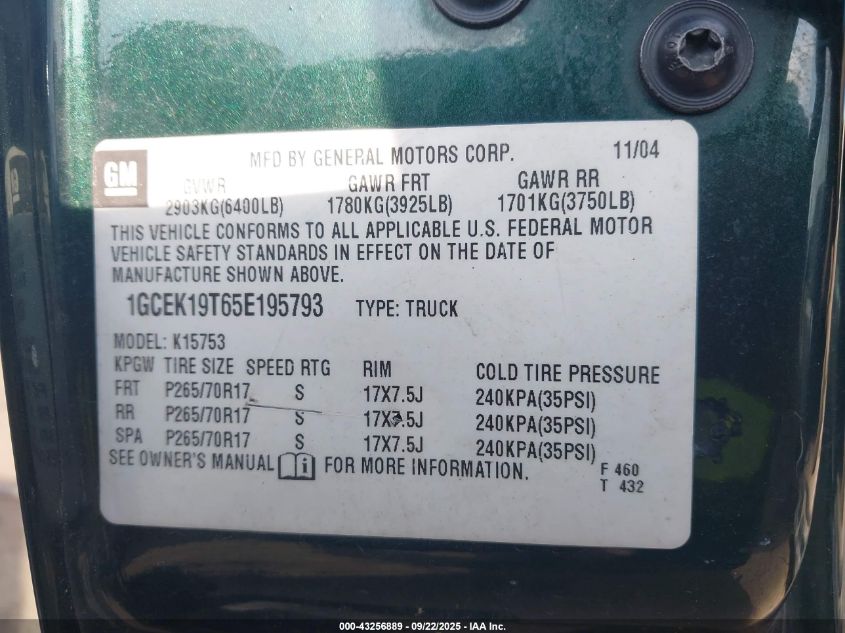 GM
MFD BY GENERAL MOTORS CORP. 11/04
GVWR GAWR FRT GAWR RR
2903KG(6400LB) 1780KG(3925LB) 1701KG(3750LB)
THIS VEHICLE CONFORMS TO ALL APPLICABLE U.S. FEDERAL MOTOR
VEHICLE SAFETY STANDARDS IN EFFECT ON THE DATE OF
MANUFACTURE SHOWN ABOVE.
1GCEK19T65E195793 TYPE: TRUCK
MODEL: K15753
KPGW TIRE SIZE SPEED RTG RIM COLD TIRE PRESSURE
FRT P265/70R17 S 17X7.5J 240KPA(35PSI)
RR P265/70R17 S 17X7.5J 240KPA(35PSI)
SPA P265/70R17 S 17X7.5J 240KPA(35PSI)
SEE OWNER'S MANUAL i FOR MORE INFORMATION.
F 460
T 432
000-43256889 - 09/22/2025 - IAA Inc.